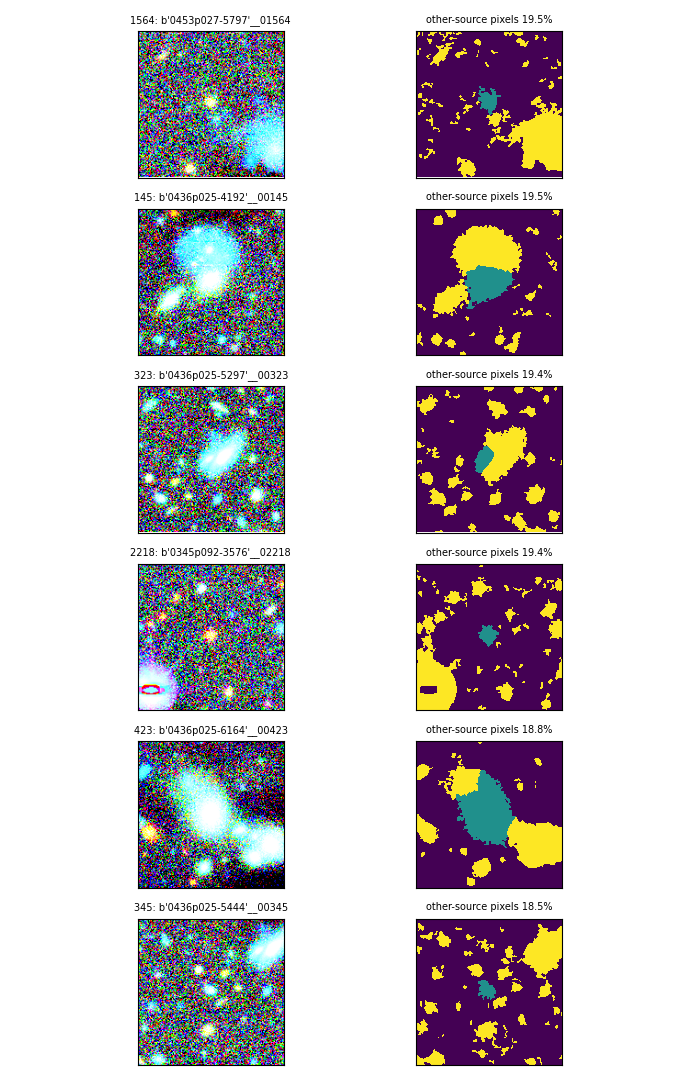 1564: b'0453p027-5797'__01564
other-source pixels 19.5%
145: b'0436p025-4192'__00145
other-source pixels 19.5%
323: b'0436p025-5297'__00323
other-source pixels 19.4%
2218: b'0345p092-3576'__02218
other-source pixels 19.4%
423: b'0436p025-6164'__00423
other-source pixels 18.8%
345: b'0436p025-5444'__00345
other-source pixels 18.5%